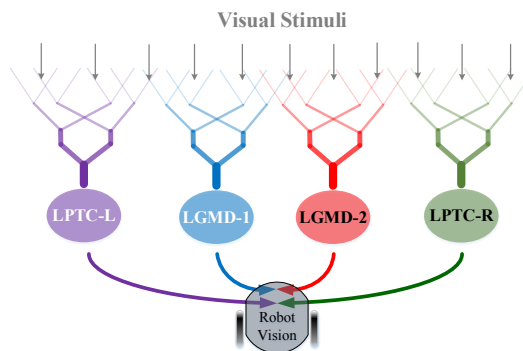 Visual Stimuli
LPTC-L
LGMD-1
LGMD-2
LPTC-R
Robot
Vision